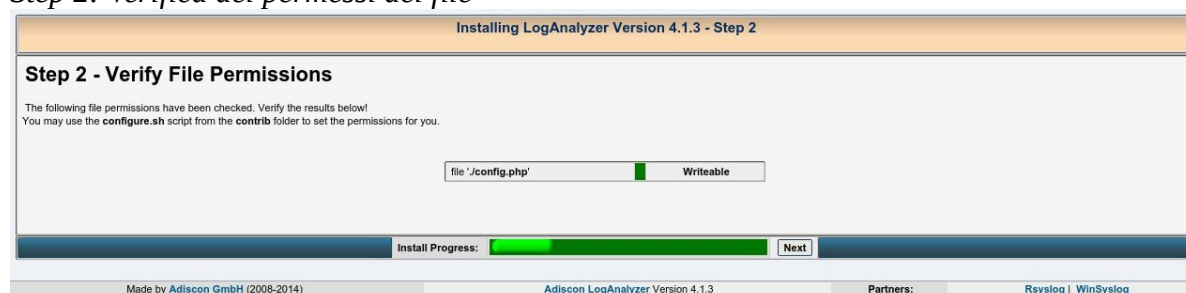 Step 2: Verifica dei permessi dei file
Installing LogAnalyzer Version 4.1.3 - Step 2
Step 2 - Verify File Permissions
The following file permissions have been checked. Verify the results below!
You may use the configure.sh script from the contrib folder to set the permissions for you.
file './config.php' Writeable
Install Progress: Next
Made by Adiscon GmbH (2008-2014) Adiscon LogAnalyzer Version 4.1.3 Partners: Rsyslog | WinSyslog